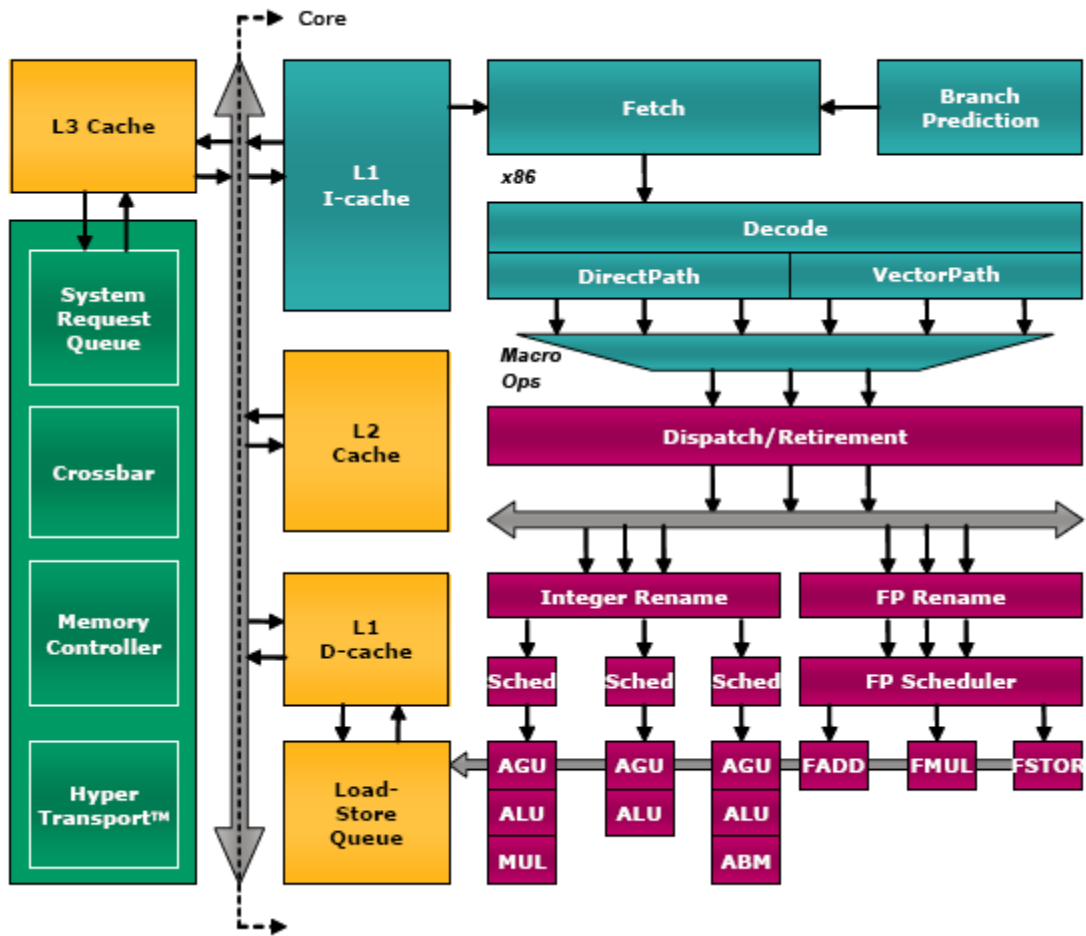 Core
L3 Cache
L1
I-cache
Fetch
Branch
Prediction
x86
Decode
DirectPath
VectorPath
System
Request
Queue
Macro
Ops
L2
Cache
Dispatch/Retirement
Crossbar
Integer Rename
FP Rename
Memory
Controller
L1
D-cache
Sched
Sched
Sched
FP Scheduler
Hyper
Transport™
Load-
Store
Queue
AGU
ALU
MUL
AGU
ALU
AGU
ALU
ABM
FADD
FMUL
FSTOR